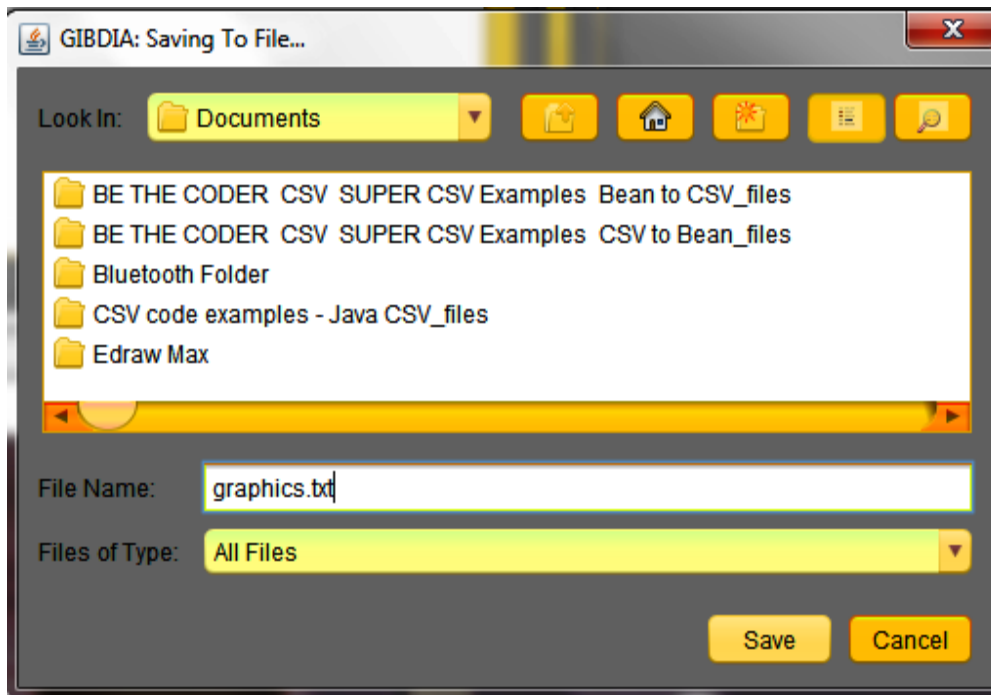 GIBDIA: Saving To File...
Look In: Documents
BE THE CODER  CSV  SUPER CSV Examples  Bean to CSV_files
BE THE CODER  CSV  SUPER CSV Examples  CSV to Bean_files
Bluetooth Folder
CSV code examples - Java CSV_files
Edraw Max
File Name: graphics.txt
Files of Type: All Files
Save Cancel